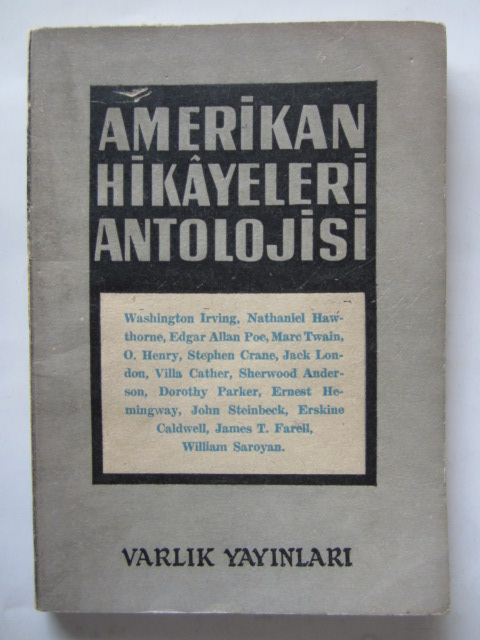 AMERİKAN
HİKÂYELERİ
ANTOLOJİSİ
Washington Irving, Nathaniel Haw-
thorne, Edgar Allan Poe, Marc Twain,
O. Henry, Stephen Crane, Jack Lon-
don, Villa Cather, Sherwood Ander-
son, Dorothy Parker, Ernest He-
mingway, John Steinbeck, Erskine
Caldwell, James T. Farell,
William Saroyan.
VARLIK YAYINLARI